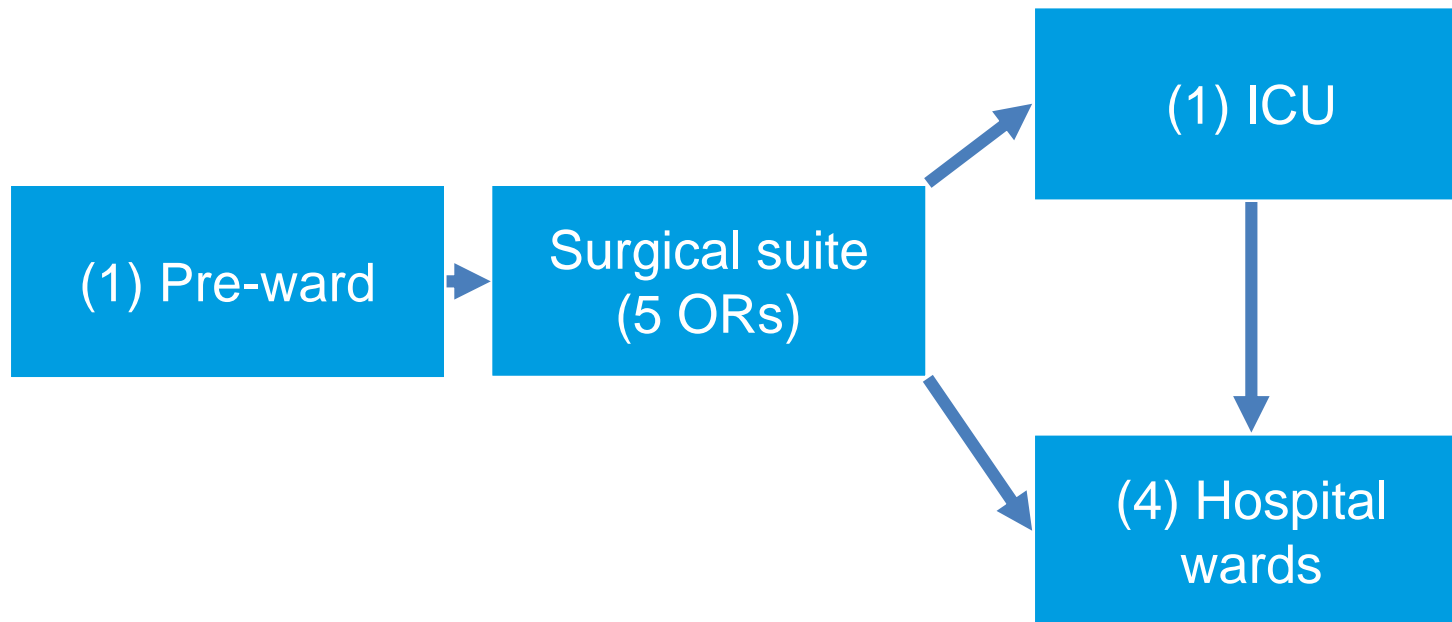 (1) Pre-ward
Surgical suite
(5 ORs)
(1) ICU
(4) Hospital
wards